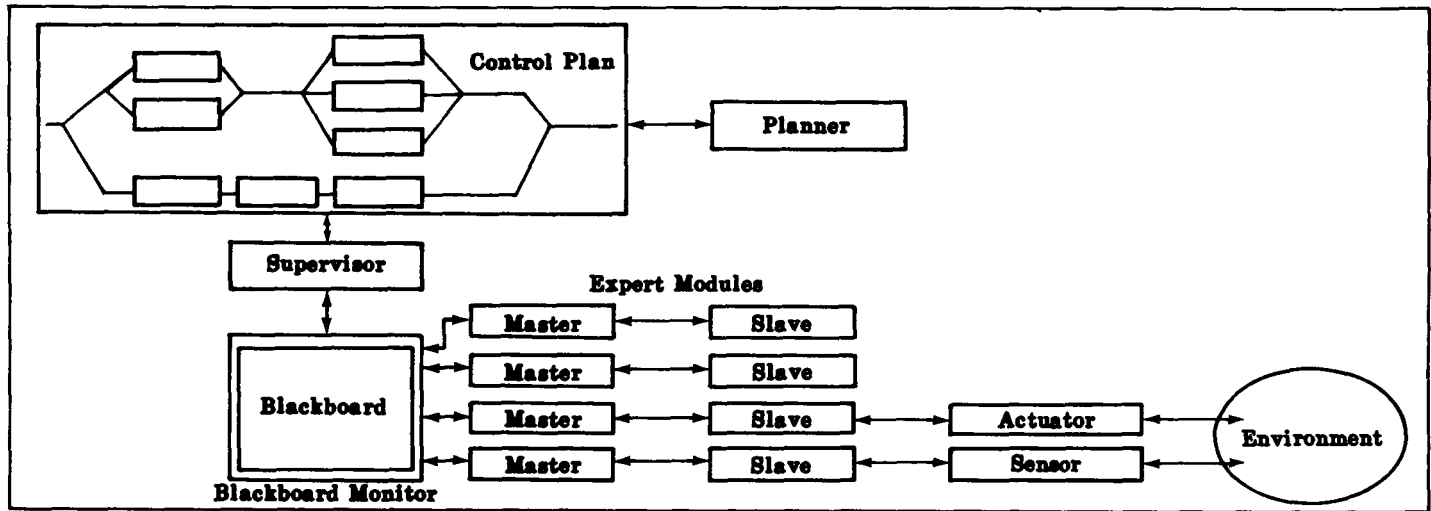 Control Plan
Planner
Supervisor
Expert Modules
Master
Slave
Master
Slave
Blackboard
Master
Slave
Actuator
Environment
Master
Slave
Sensor
Blackboard Monitor